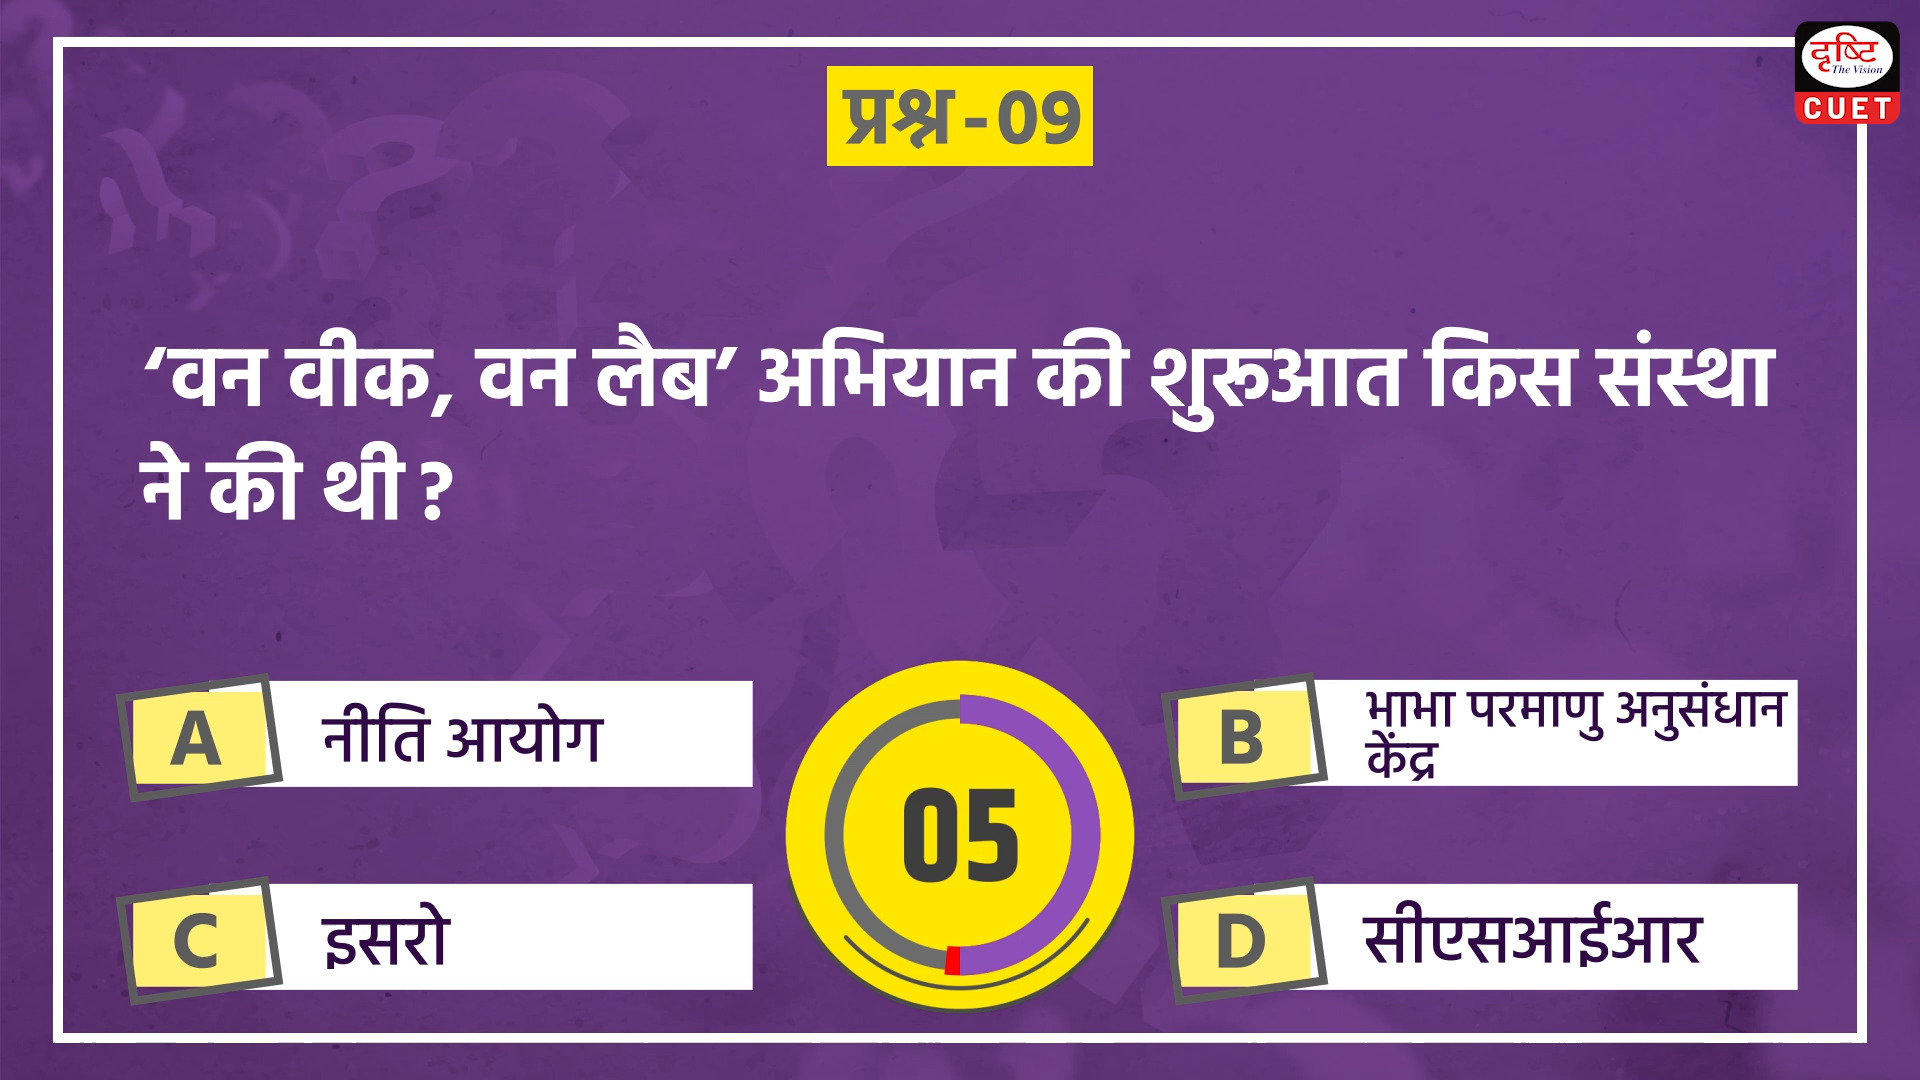 दृष्टि
The Vision
CUET
प्रश्न-09
‘वन वीक, वन लैब’ अभियान की शुरुआत किस संस्था
ने की थी?
A नीति आयोग
B भाभा परमाणु अनुसंधान
केंद्र
05
C इसरो
D सीएसआईआर